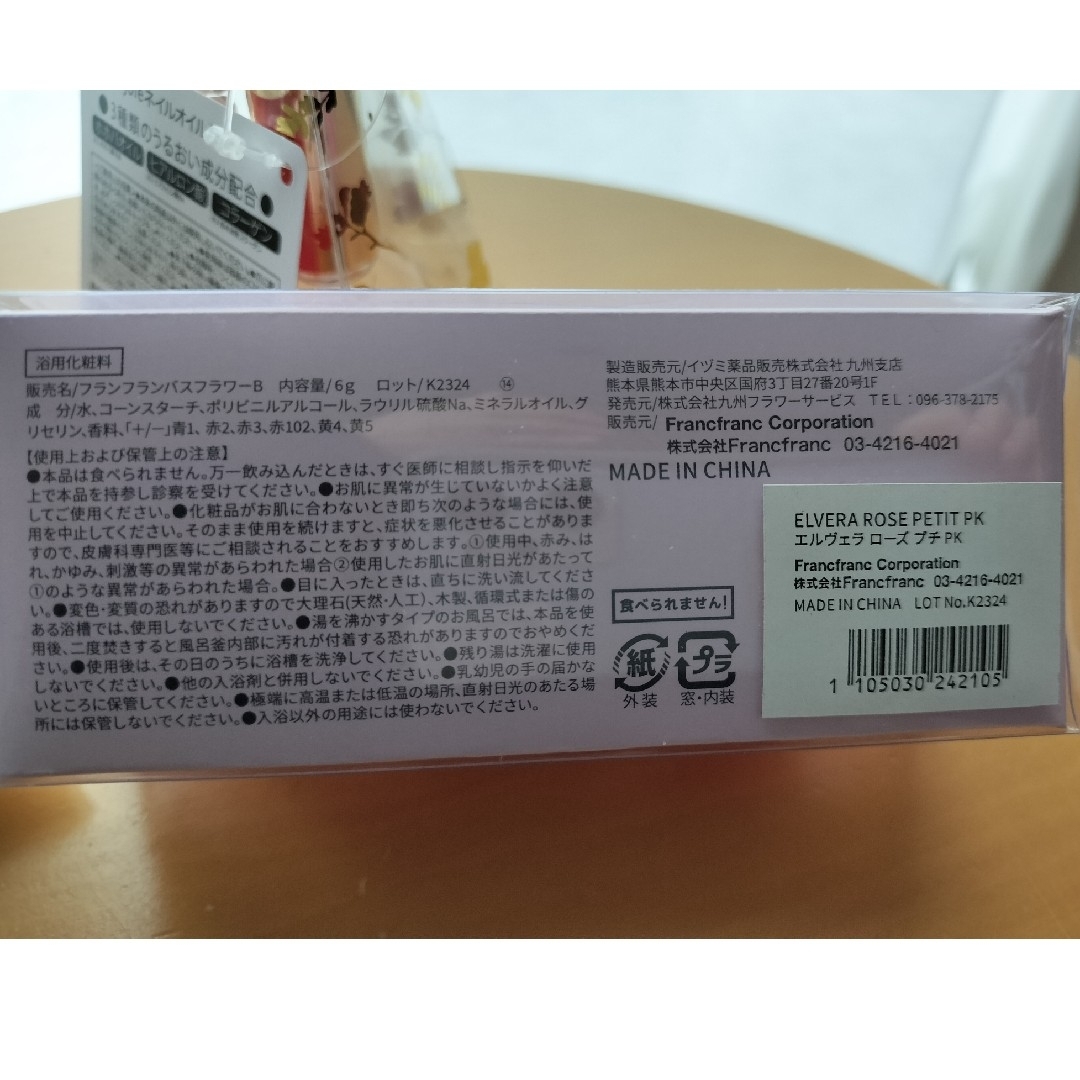 ネイルオイル
●3種類のうるおい成分配合●
ヒアルロン酸
コラーゲン
浴用化粧料
販売名/フランフランバスフラワーB 内容量/6g ロット/K2324 ⑭
成 分/水、コーンスターチ、ポリビニルアルコール、ラウリル硫酸Na、ミネラルオイル、グ
リセリン、香料、「+/-」青1、赤2、赤3、赤102、黄4、黄5
【使用上および保管上の注意】
●本品は食べられません。万一飲み込んだときは、すぐ医師に相談し指示を仰いだ
上で本品を持参し診察を受けてください。●お肌に異常が生じていないかよく注意
してご使用ください。●化粧品がお肌に合わないとき即ち次のような場合には、使
用を中止してください。そのまま使用を続けますと、症状を悪化させることがありま
すので、皮膚科専門医等にご相談されることをおすすめします。①使用中、赤み、は
れ、かゆみ、刺激等の異常があらわれた場合②使用したお肌に直射日光があたって
①のような異常があらわれた場合。●目に入ったときは、直ちに洗い流してくださ
い。●変色・変質の恐れがありますので大理石(天然・人工)、木製、循環式または傷の
ある浴槽では、使用しないでください。●湯を沸かすタイプのお風呂では、本品を使
用後、二度焚きすると風呂釜内部に汚れが付着する恐れがありますのでおやめくだ
さい。●使用後は、その日のうちに浴槽を洗浄してください。●残り湯は洗濯に使用
しないでください。●他の入浴剤と併用しないでください。●乳幼児の手の届かな
いところに保管してください。●極端に高温または低温の場所、直射日光のあたる場
所には保管しないでください。●入浴以外の用途には使わないでください。
製造販売元/イヅミ薬品販売株式会社 九州支店
熊本県熊本市中央区国府3丁目27番20号1F
発売元/株式会社九州フラワーサービス TEL:096-378-2175
販売元/ Francfranc Corporation
株式会社Francfranc 03-4216-4021
MADE IN CHINA
食べられません!
紙
外装
プラ
窓・内装
ELVERA ROSE PETIT PK
エルヴェラ ローズ プチ PK
Francfranc Corporation
株式会社Francfranc 03-4216-4021
MADE IN CHINA LOT No.K2324
1 105030 242105